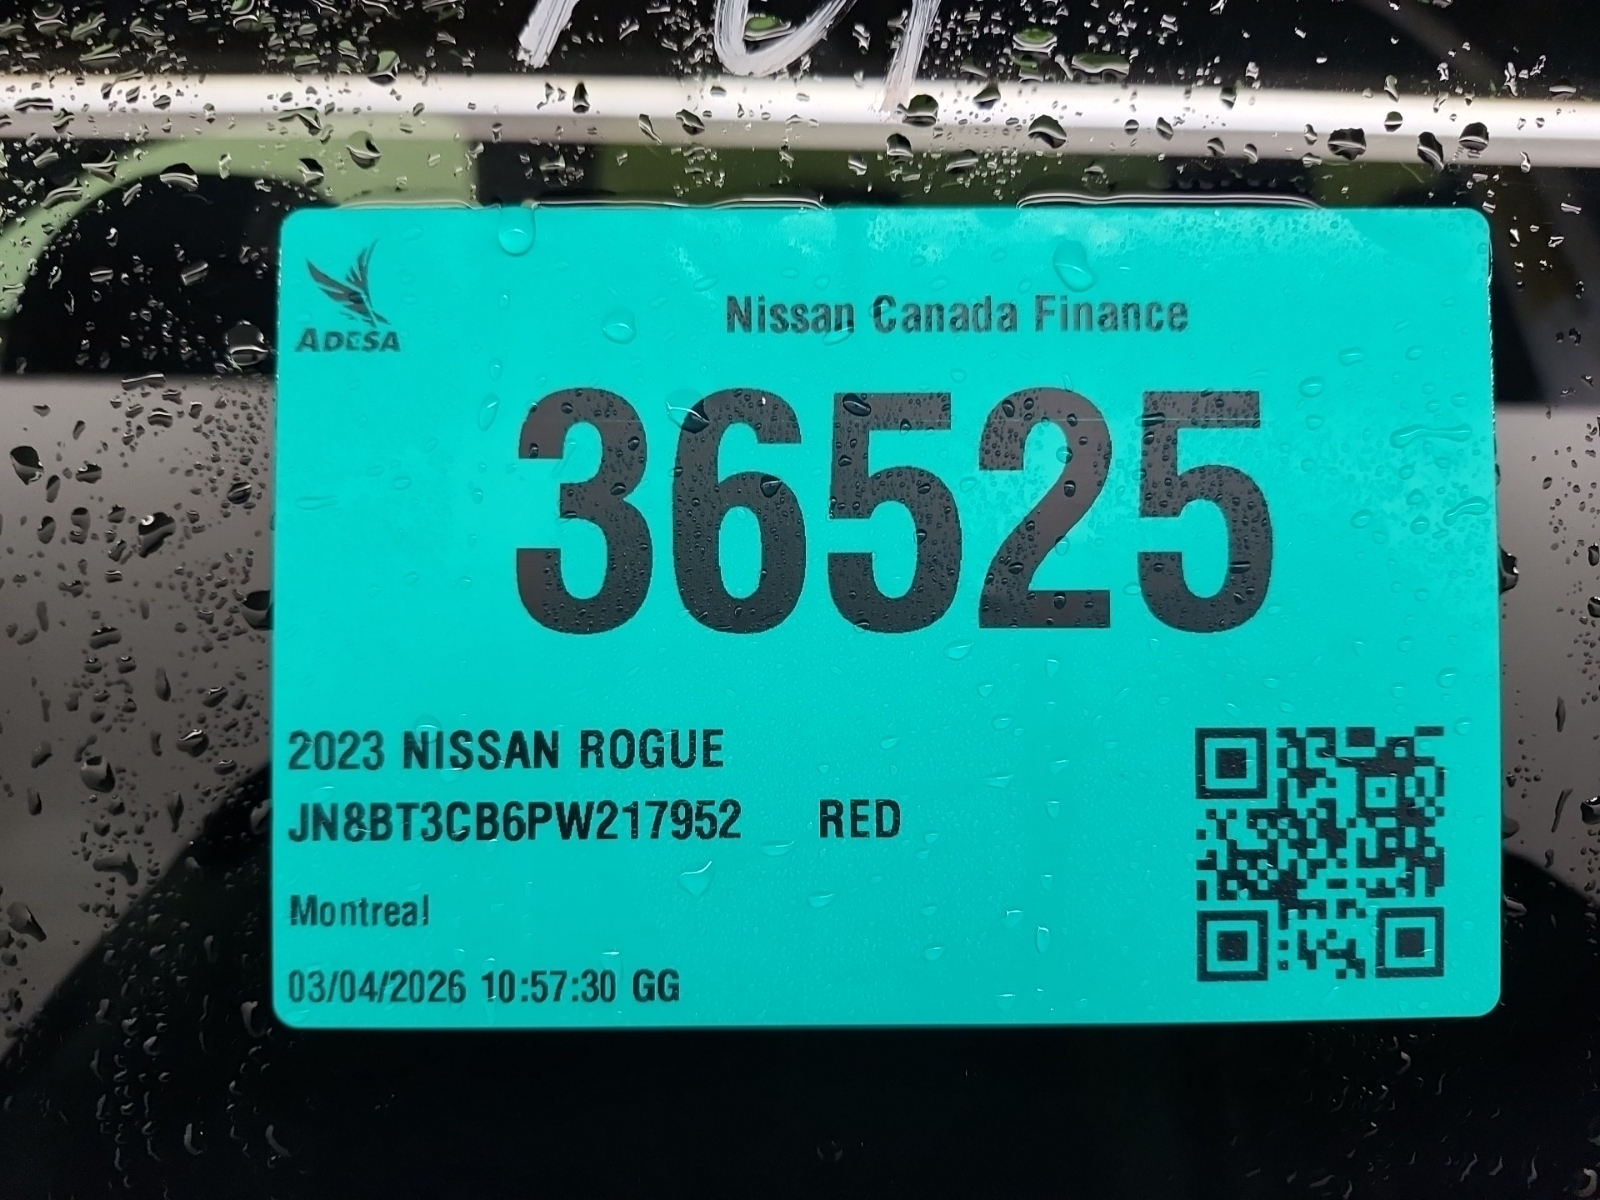 ADESA
Nissan Canada Finance
36525
2023 NISSAN ROGUE
JN8BT3CB6PW217952 RED
Montreal
03/04/2026 10:57:30 GG